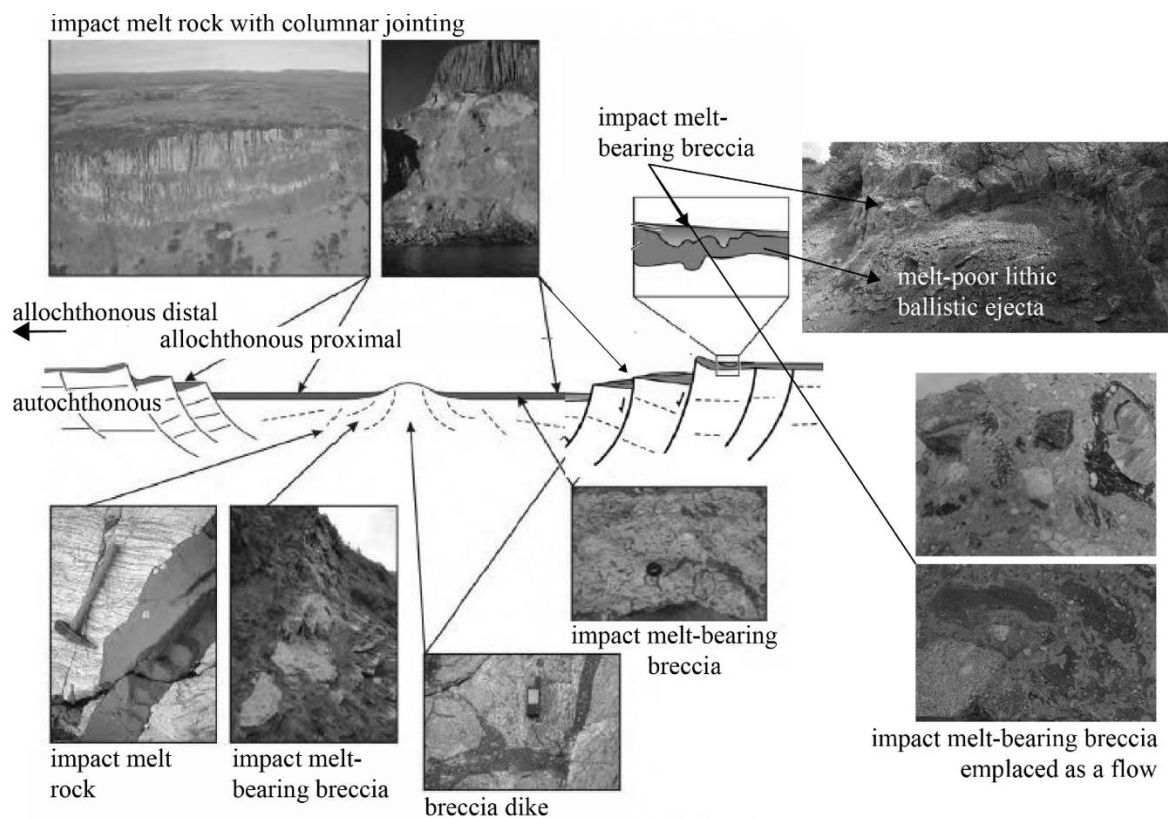 impact melt rock with columnar jointing
impact melt-
bearing breccia
melt-poor lithic
ballistic ejecta
allochthonous distal
allochthonous proximal
autochthonous
impact melt-bearing
breccia
impact melt
rock
impact melt-
bearing breccia
breccia dike
impact melt-bearing breccia
emplaced as a flow